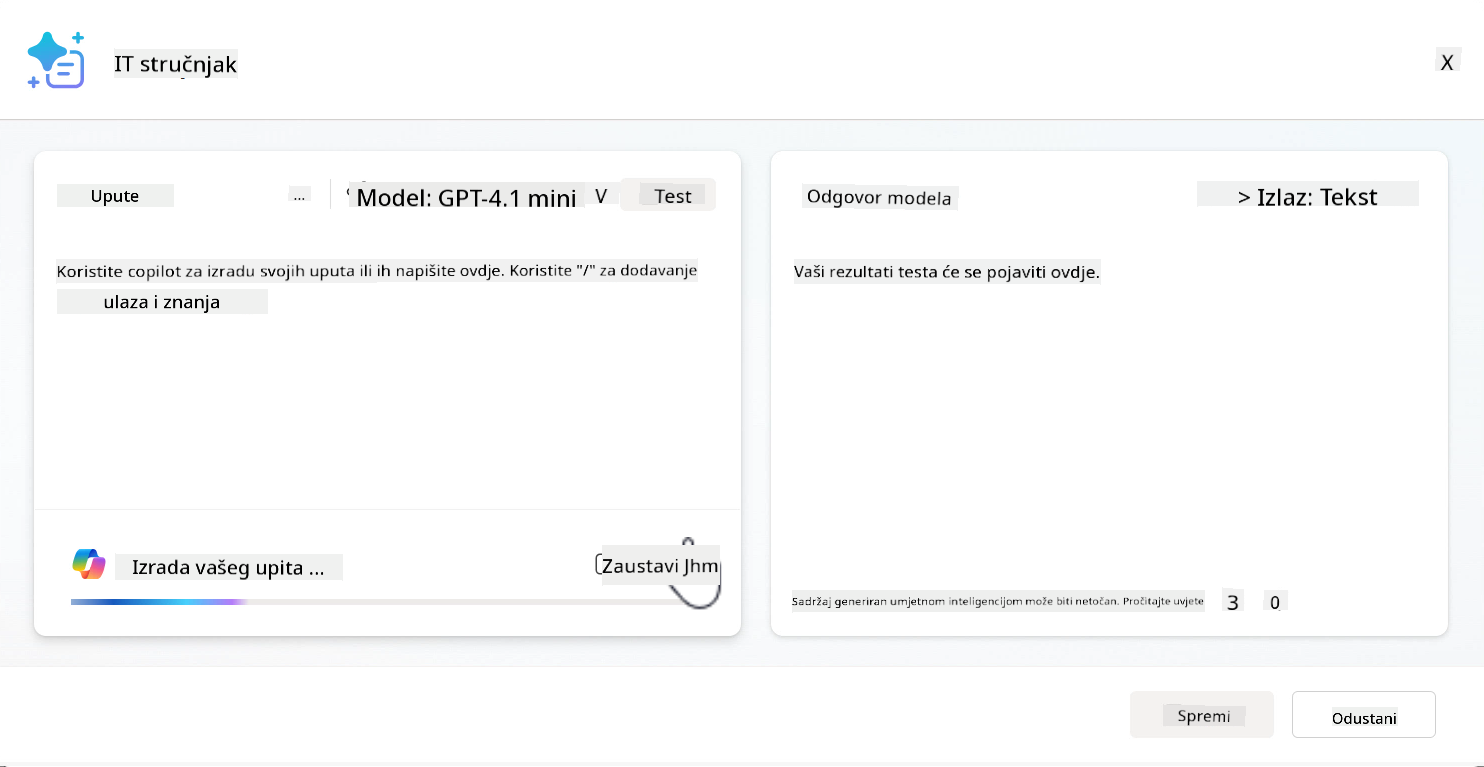 IT stručnjak
X
Upute
...
Model: GPT-4.1 mini
V
Test
Koristite copilot za izradu svojih uputa ili ih napišite ovdje. Koristite "/" za dodavanje
ulaza i znanja
Izrada vašeg upita ...
Zaustavi Jhm
Odgovor modela
> Izlaz: Tekst
Vaši rezultati testa će se pojaviti ovdje.
Sadržaj generiran umjetnom inteligencijom može biti netočan. Pročitajte uvjete
3
0
Spremi
Odustani